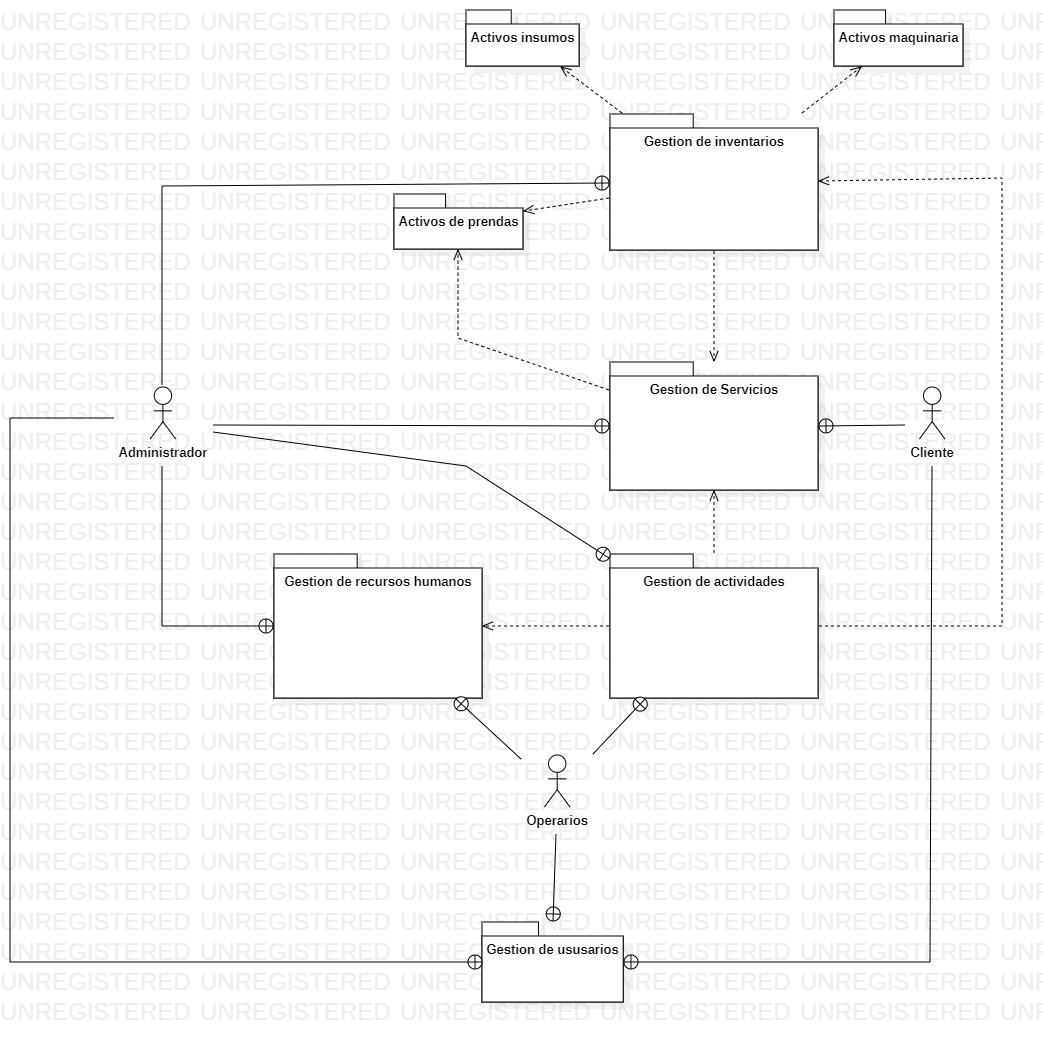 Activos insumos
Activos maquinaria
Gestion de inventarios
Activos de prendas
Gestion de Servicios
Administrador
Cliente
Gestion de recursos humanos
Gestion de actividades
Operarios
Gestion de ususarios
UNREGISTERED